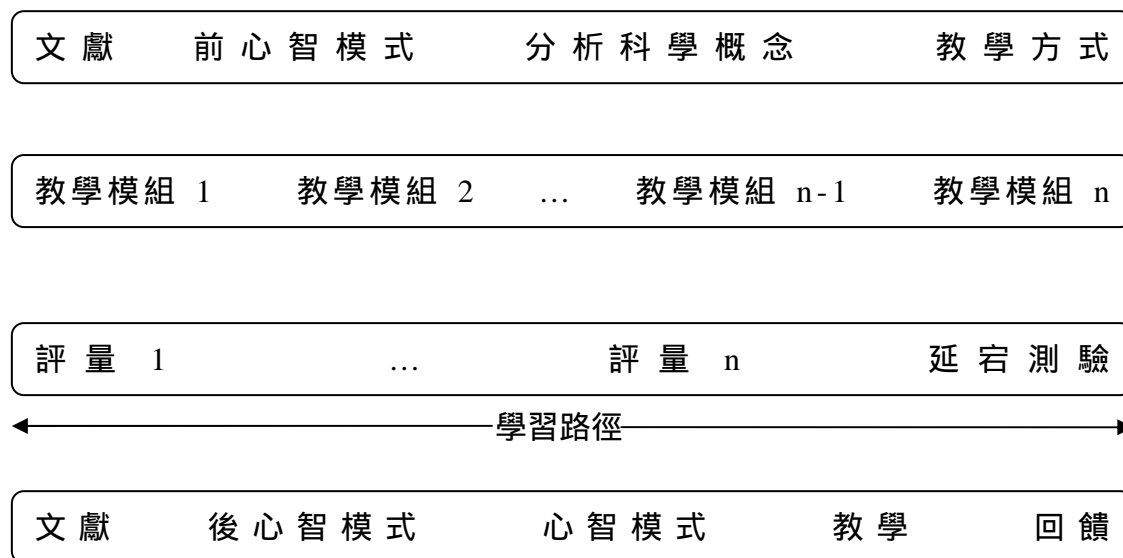 文獻 前心智模式 分析科學概念 教學方式
教學模組 1 教學模組 2 … 教學模組 n-1 教學模組 n
評量 1 … 評量 n 延宕測驗
學習路徑
文獻 後心智模式 心智模式 教學 回饋